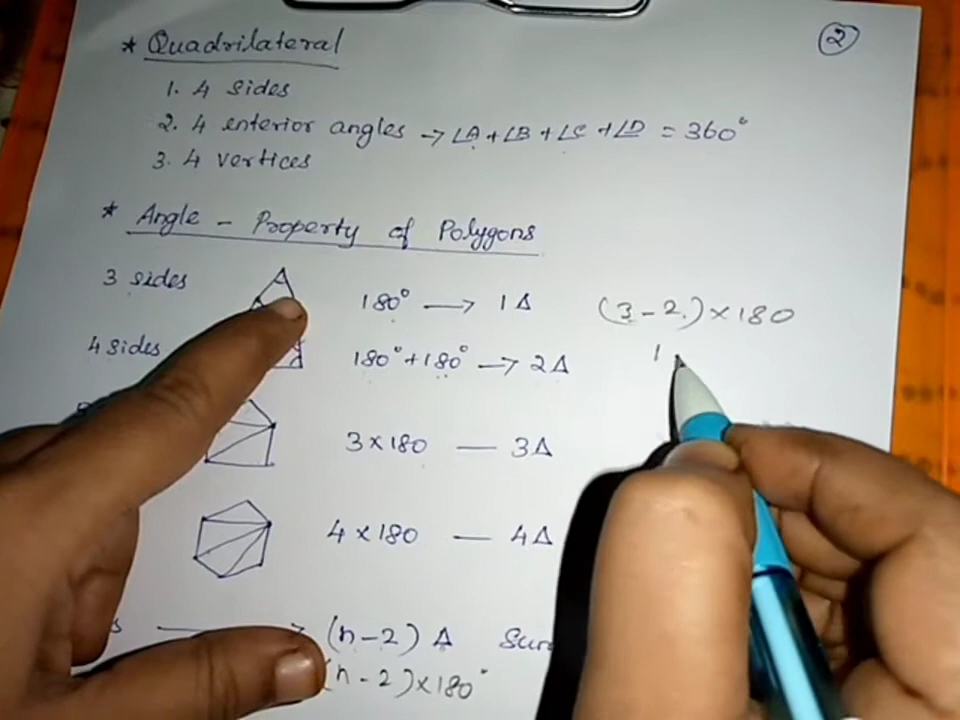 ②
* Quadrilateral
1. 4 sides
2. 4 enterior angles → ∠A + ∠B + ∠C + ∠D = 360°
3. 4 vertices
* Angle - Property of Polygons
3 sides 180° → 1Δ (3-2)×180
4 sides 180°+180° → 2Δ 1
3×180 — 3Δ
4×180 — 4Δ
(n-2) Δ
(n-2)×180°